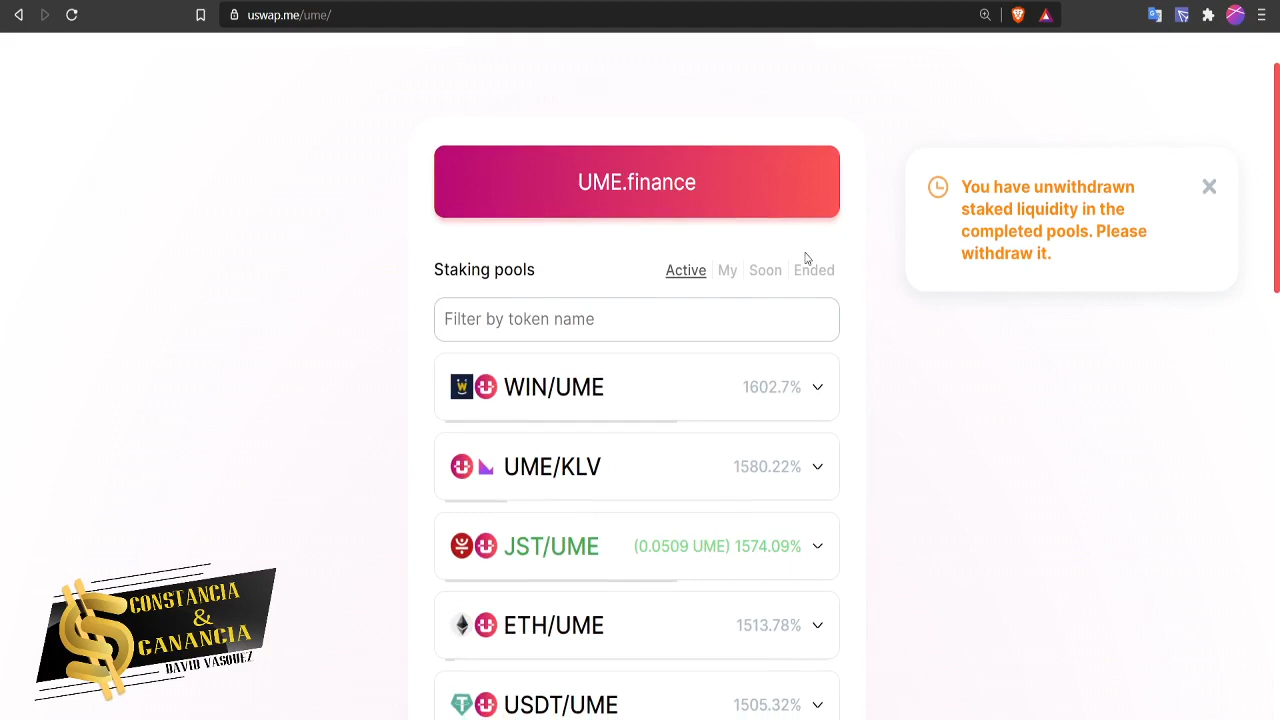 uswap.me/ume/
UME.finance
You have unwithdrawn
staked liquidity in the
completed pools. Please
withdraw it.
Staking pools
Active My Soon Ended
Filter by token name
WIN/UME 1602.7%
UME/KLV 1580.22%
JST/UME (0.0509 UME) 1574.09%
ETH/UME 1513.78%
USDT/UME 1505.32%
CONSTANCIA
&
GANANCIA
DAVID VASQUEZ